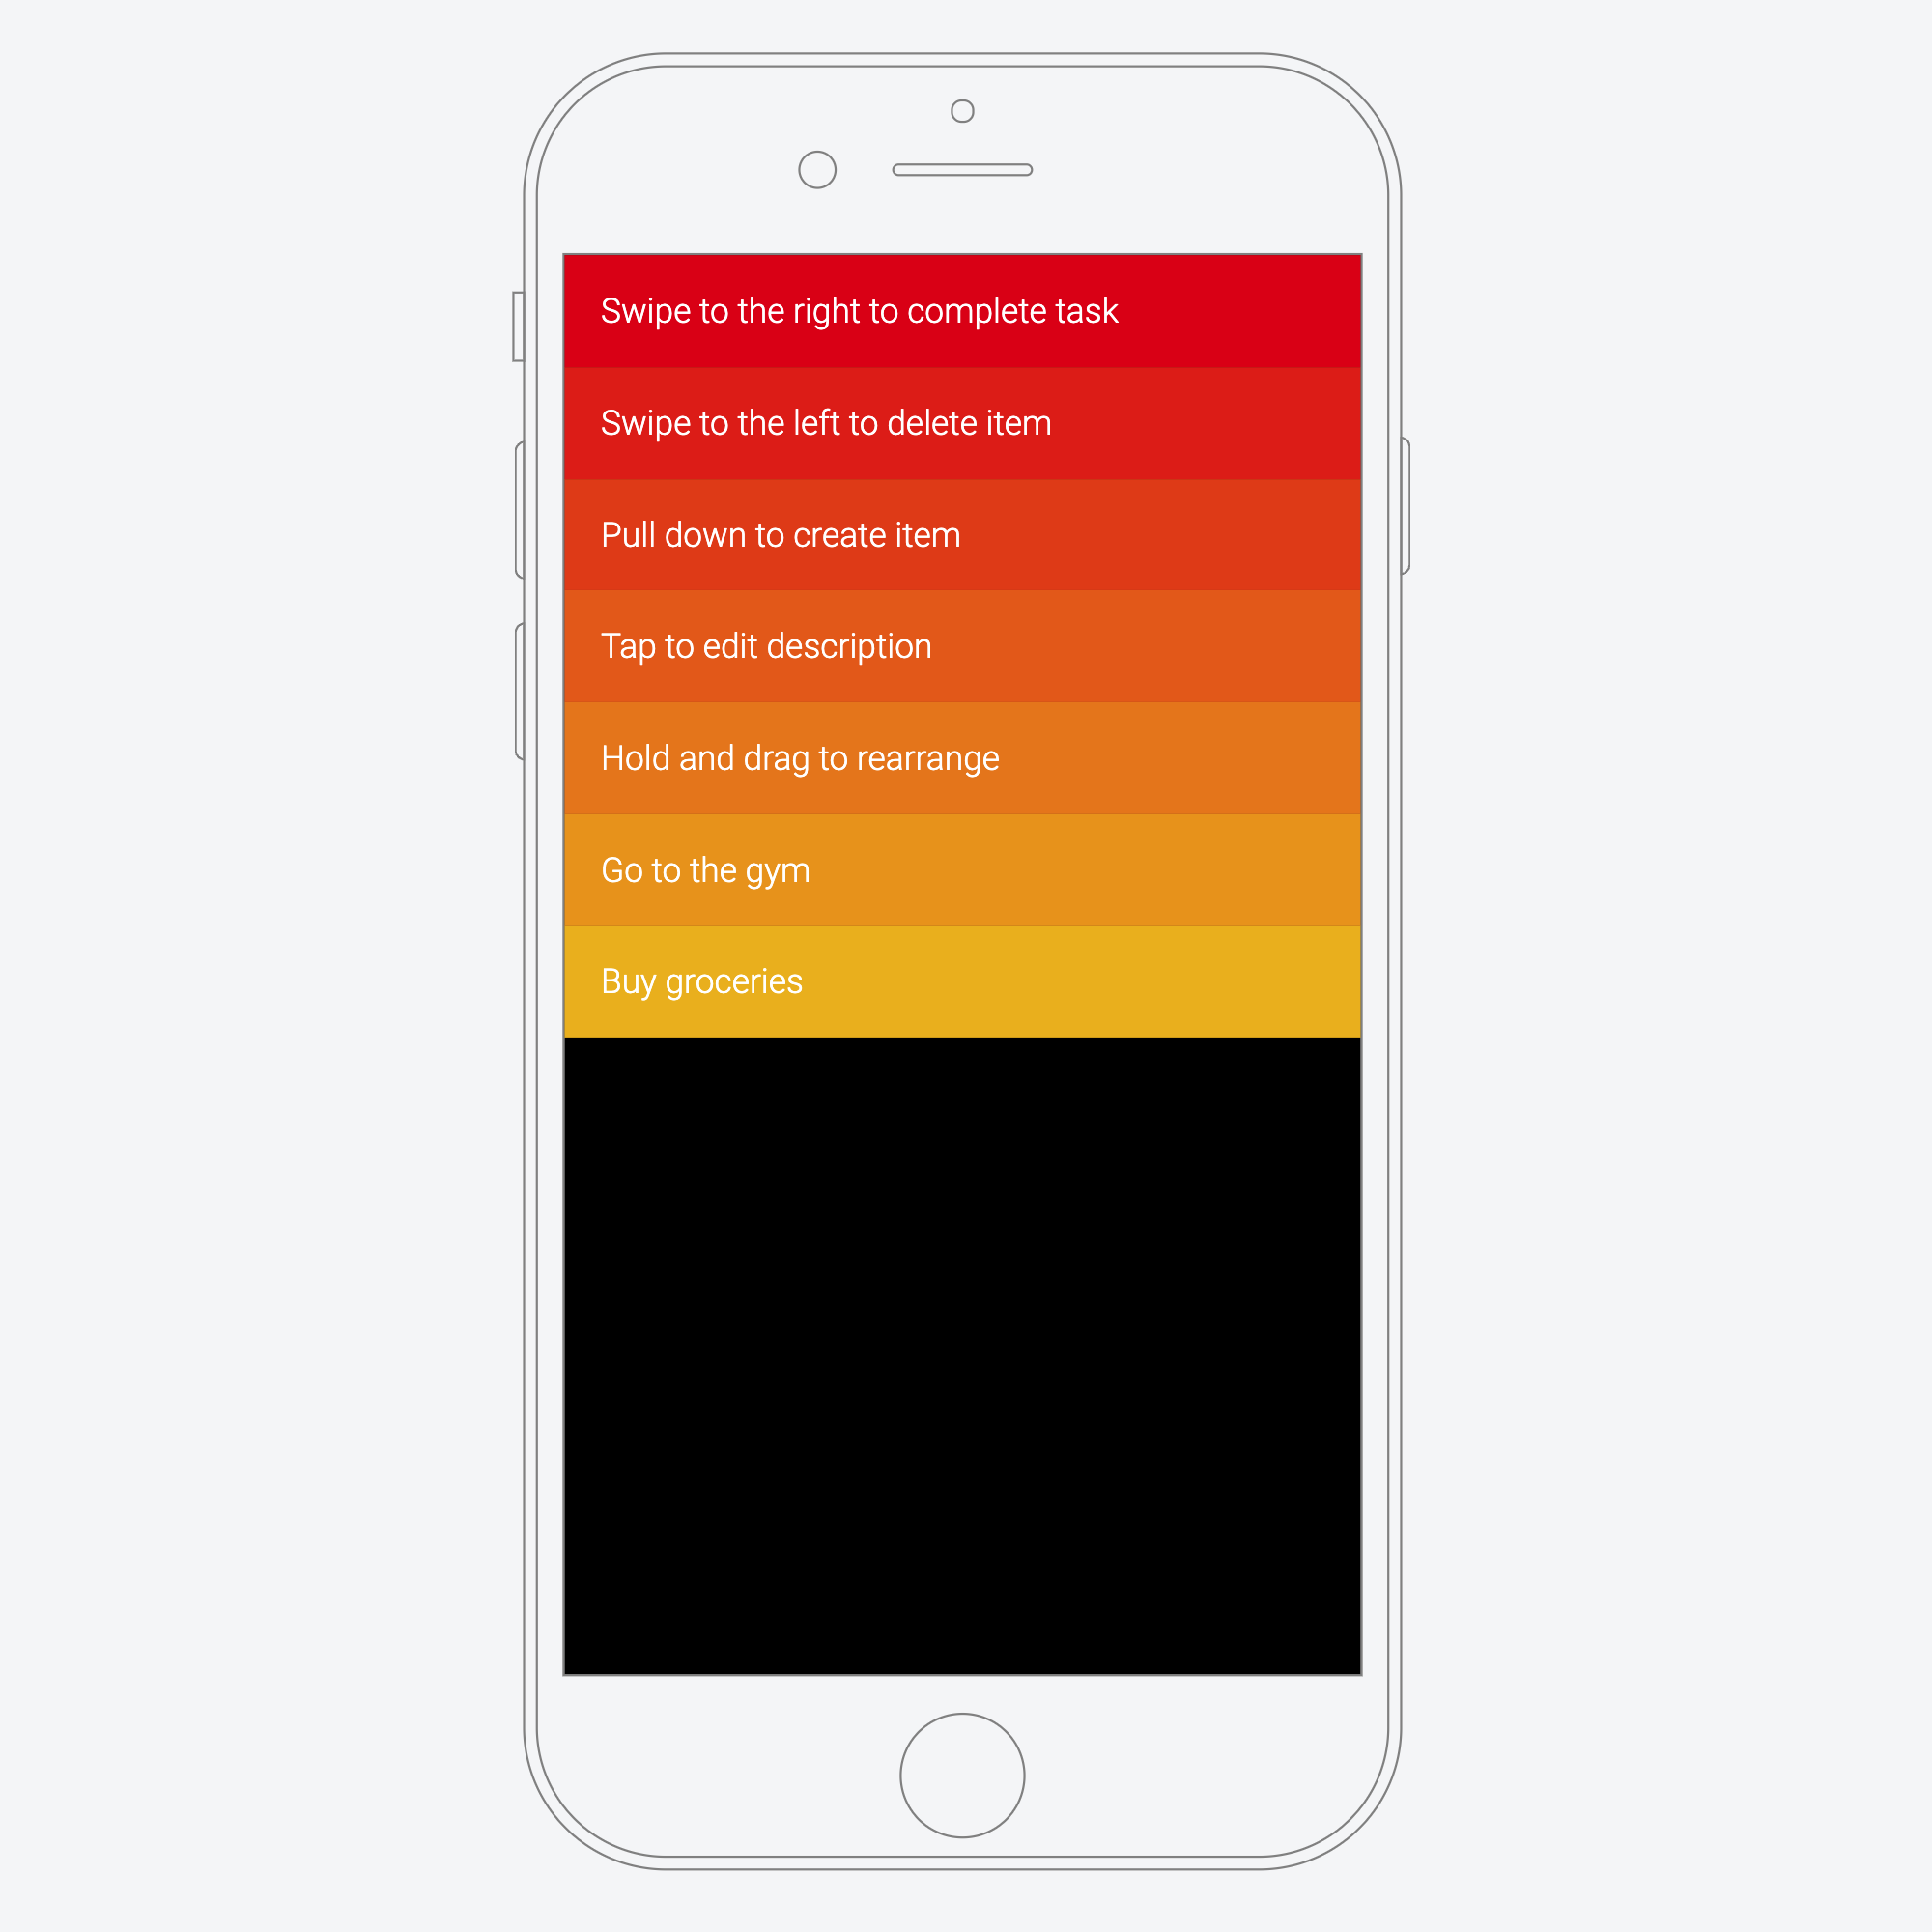 Swipe to the right to complete task
Swipe to the left to delete item
Pull down to create item
Tap to edit description
Hold and drag to rearrange
Go to the gym
Buy groceries